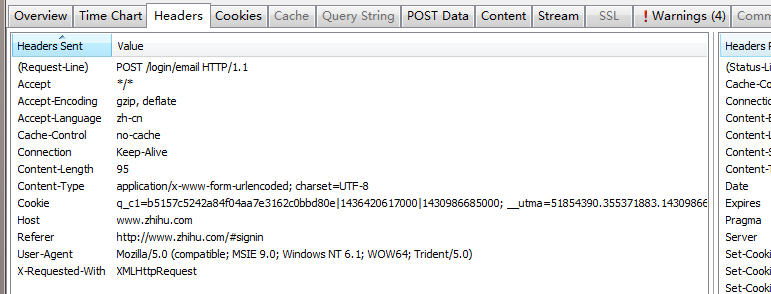 Overview Time Chart Headers Cookies Cache Query String POST Data Content Stream SSL ! Warnings (4) Comm
Headers Sent Value Headers R
(Request-Line) POST /login/email HTTP/1.1 (Status-Li
Accept */* Cache-Co
Accept-Encoding gzip, deflate Connectio
Accept-Language zh-cn Content-E
Cache-Control no-cache Content-L
Connection Keep-Alive Content-S
Content-Length 95 Content-T
Content-Type application/x-www-form-urlencoded; charset=UTF-8 Date
Cookie q_c1=b5157c5242a84f04aa7e3162c0bbd80e|1436420617000|1430986685000; __utma=51854390.355371883.14309866 Expires
Host www.zhihu.com Pragma
Referer http://www.zhihu.com/#signin Server
User-Agent Mozilla/5.0 (compatible; MSIE 9.0; Windows NT 6.1; WOW64; Trident/5.0) Set-Cooki
X-Requested-With XMLHttpRequest Set-Cooki
Set-Cooki